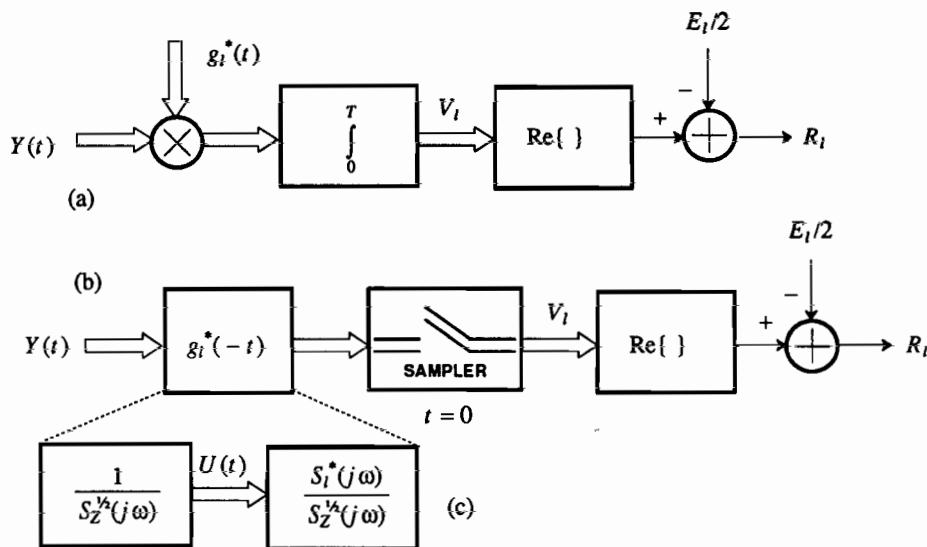 g_l^*(t)
E_l/2
Y(t)
∫_0^T
V_l
Re{ }
+
−
R_l
(a)
(b)
E_l/2
Y(t)
g_l^*(−t)
SAMPLER
t = 0
V_l
Re{ }
+
−
R_l
1 / S_Z^{1/2}(jω)
U(t)
S_l^*(jω) / S_Z^{1/2}(jω)
(c)